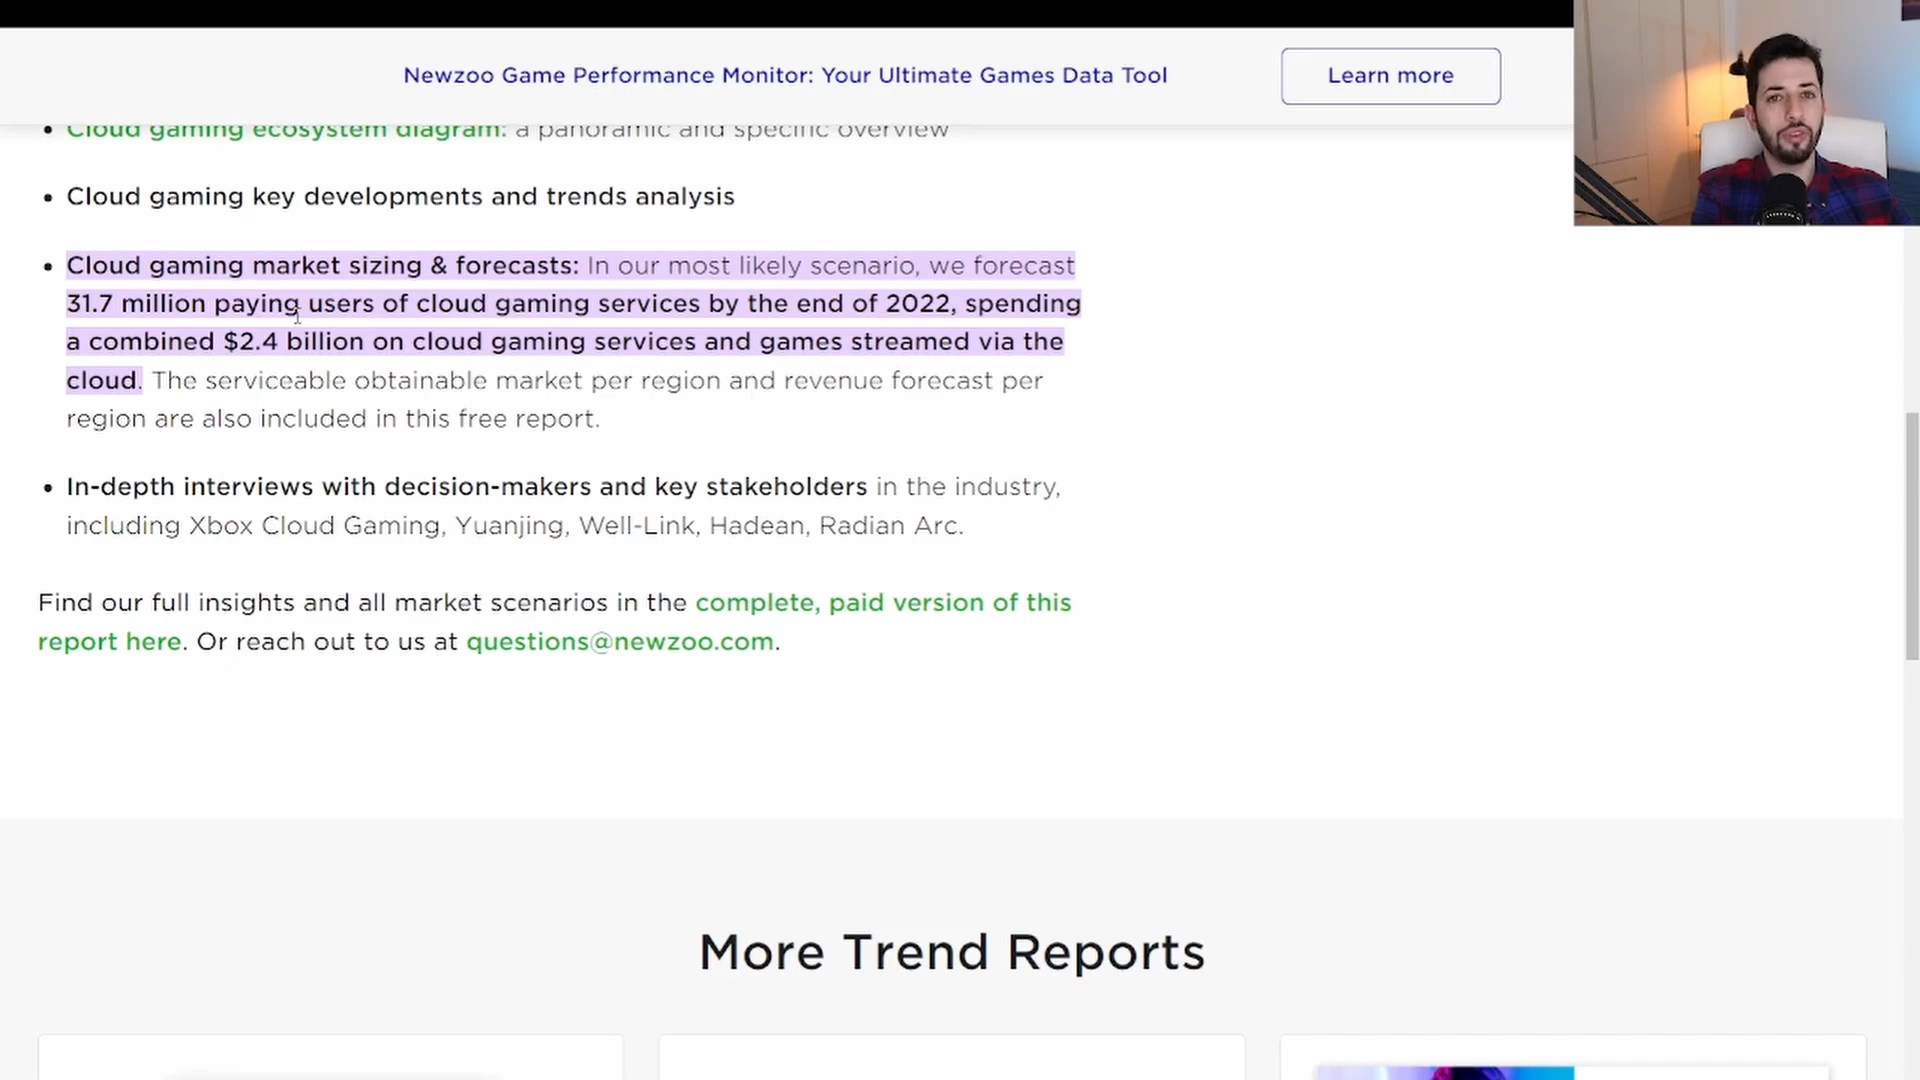 Newzoo Game Performance Monitor: Your Ultimate Games Data Tool
Learn more
Cloud gaming ecosystem diagram: a panoramic and specific overview
Cloud gaming key developments and trends analysis
Cloud gaming market sizing & forecasts: In our most likely scenario, we forecast
31.7 million paying users of cloud gaming services by the end of 2022, spending
a combined $2.4 billion on cloud gaming services and games streamed via the
cloud. The serviceable obtainable market per region and revenue forecast per
region are also included in this free report.
In-depth interviews with decision-makers and key stakeholders in the industry,
including Xbox Cloud Gaming, Yuanjing, Well-Link, Hadean, Radian Arc.
Find our full insights and all market scenarios in the complete, paid version of this
report here. Or reach out to us at questions@newzoo.com.
More Trend Reports